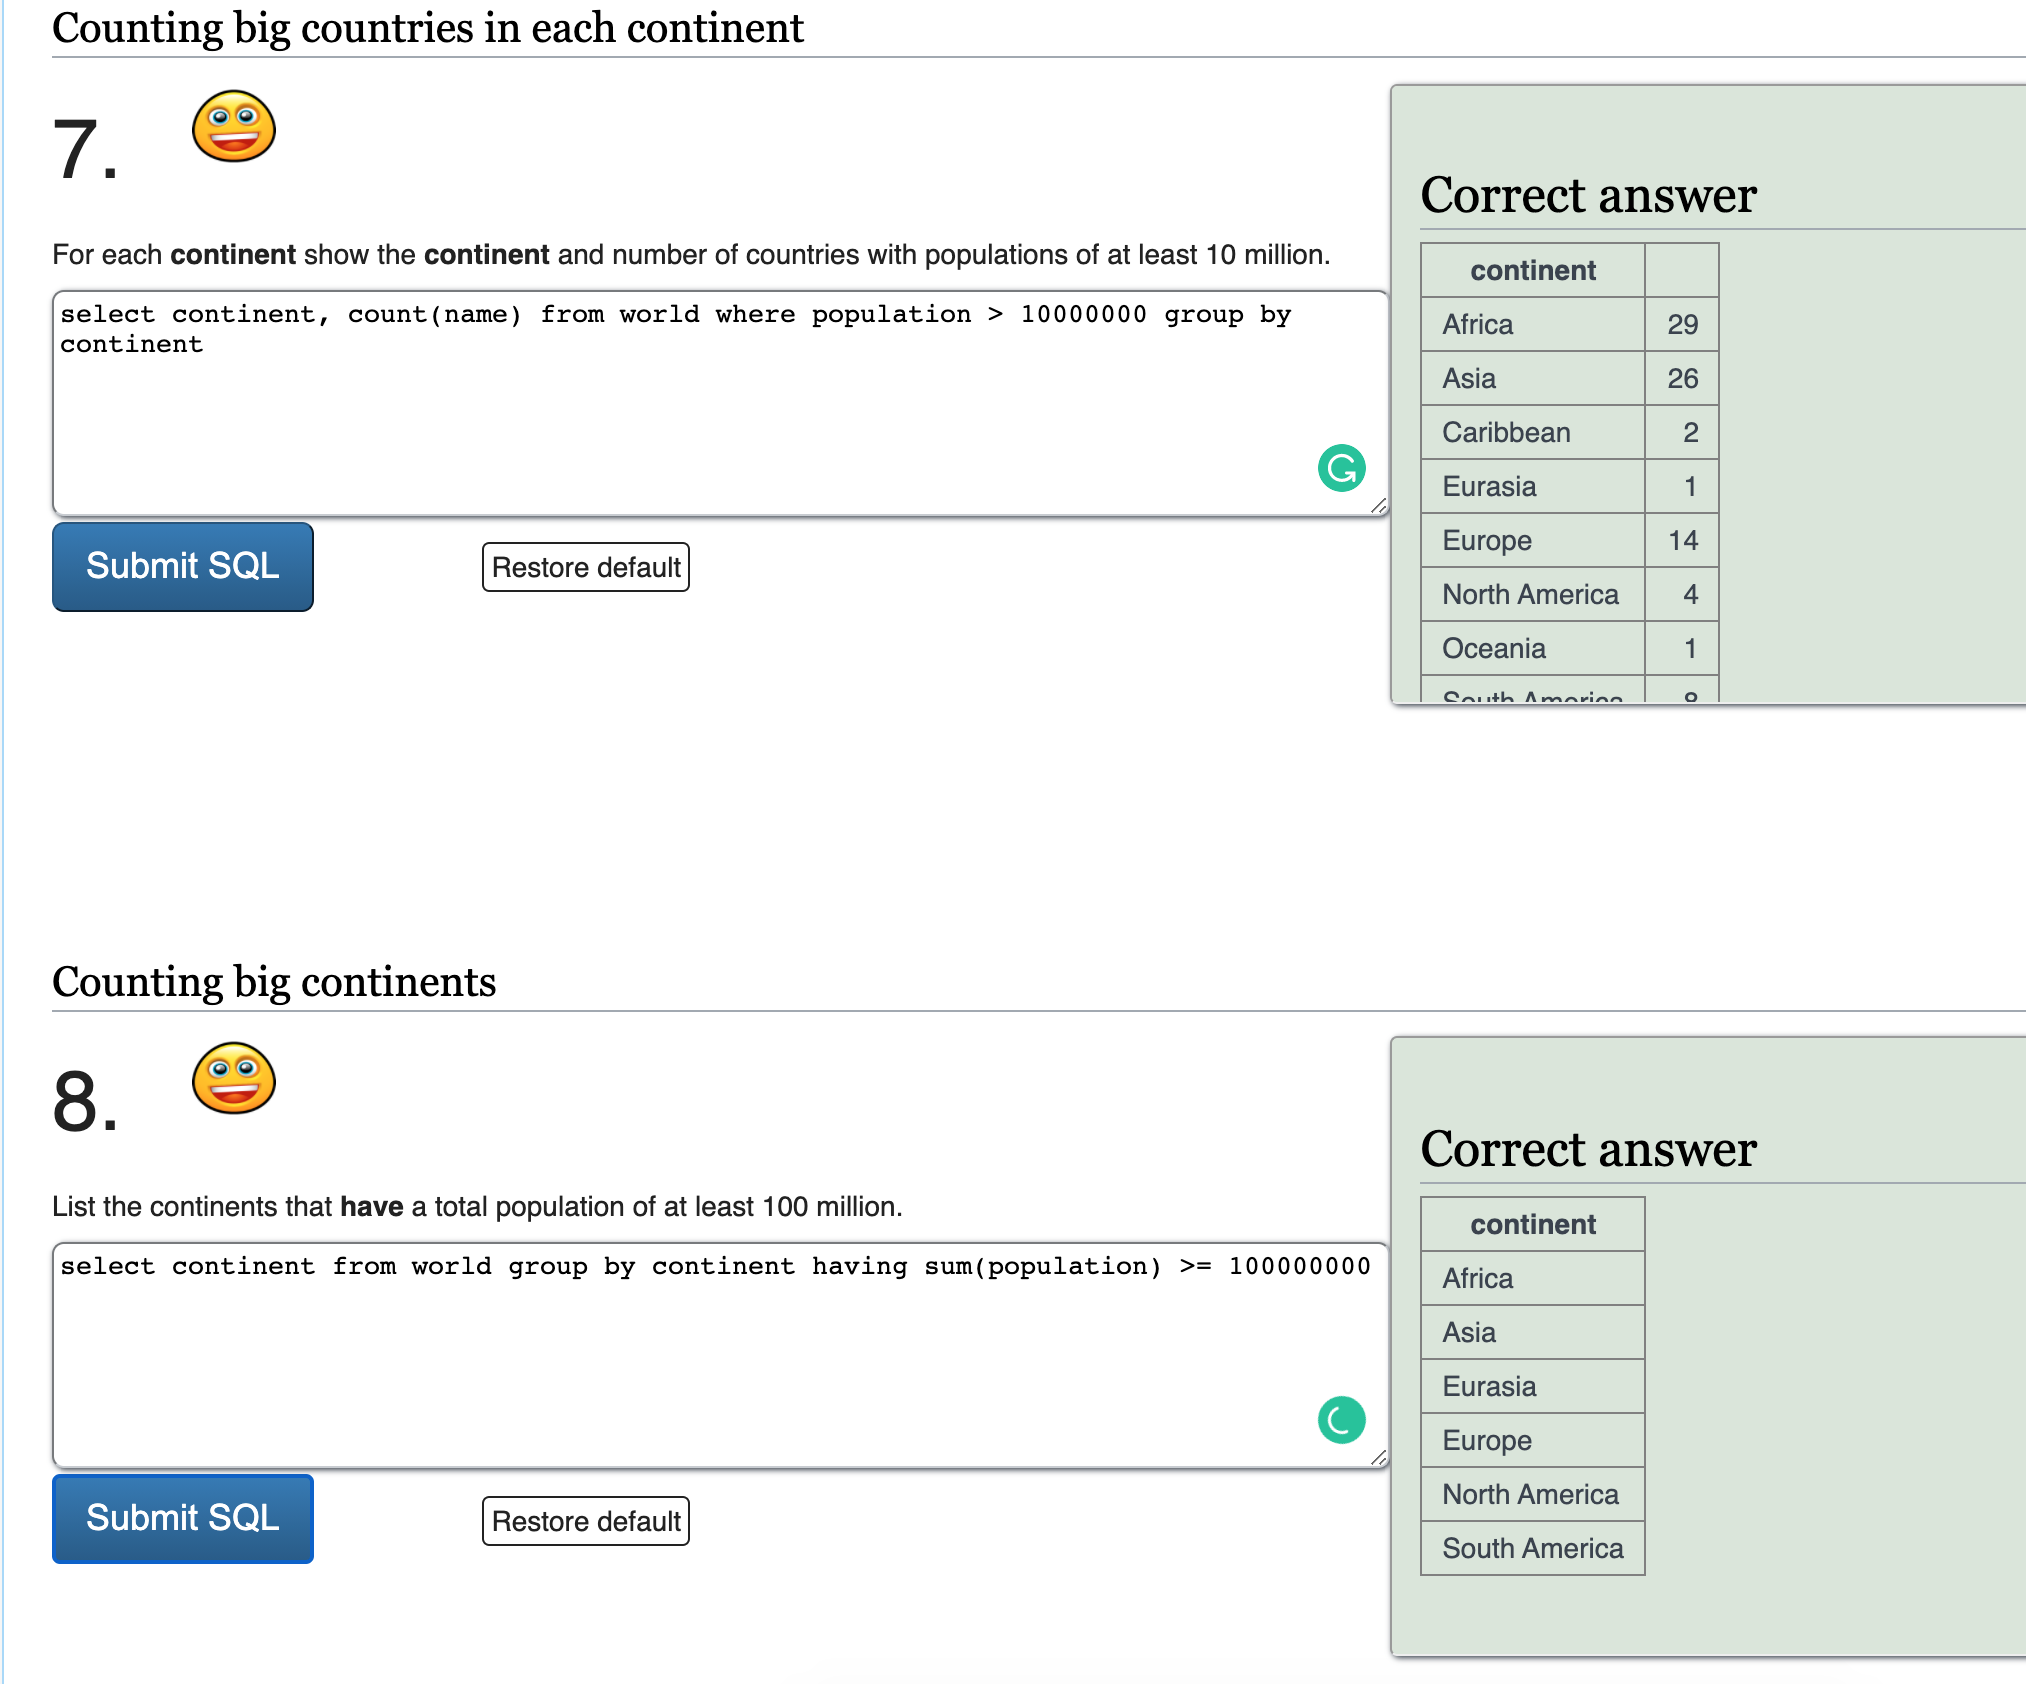 Counting big countries in each continent
7.
For each continent show the continent and number of countries with populations of at least 10 million.
select continent, count(name) from world where population > 10000000 group by
continent
Submit SQL
Restore default
Correct answer
continent
Africa 29
Asia 26
Caribbean 2
Eurasia 1
Europe 14
North America 4
Oceania 1
South America 8
Counting big continents
8.
List the continents that have a total population of at least 100 million.
select continent from world group by continent having sum(population) >= 100000000
Submit SQL
Restore default
Correct answer
continent
Africa
Asia
Eurasia
Europe
North America
South America